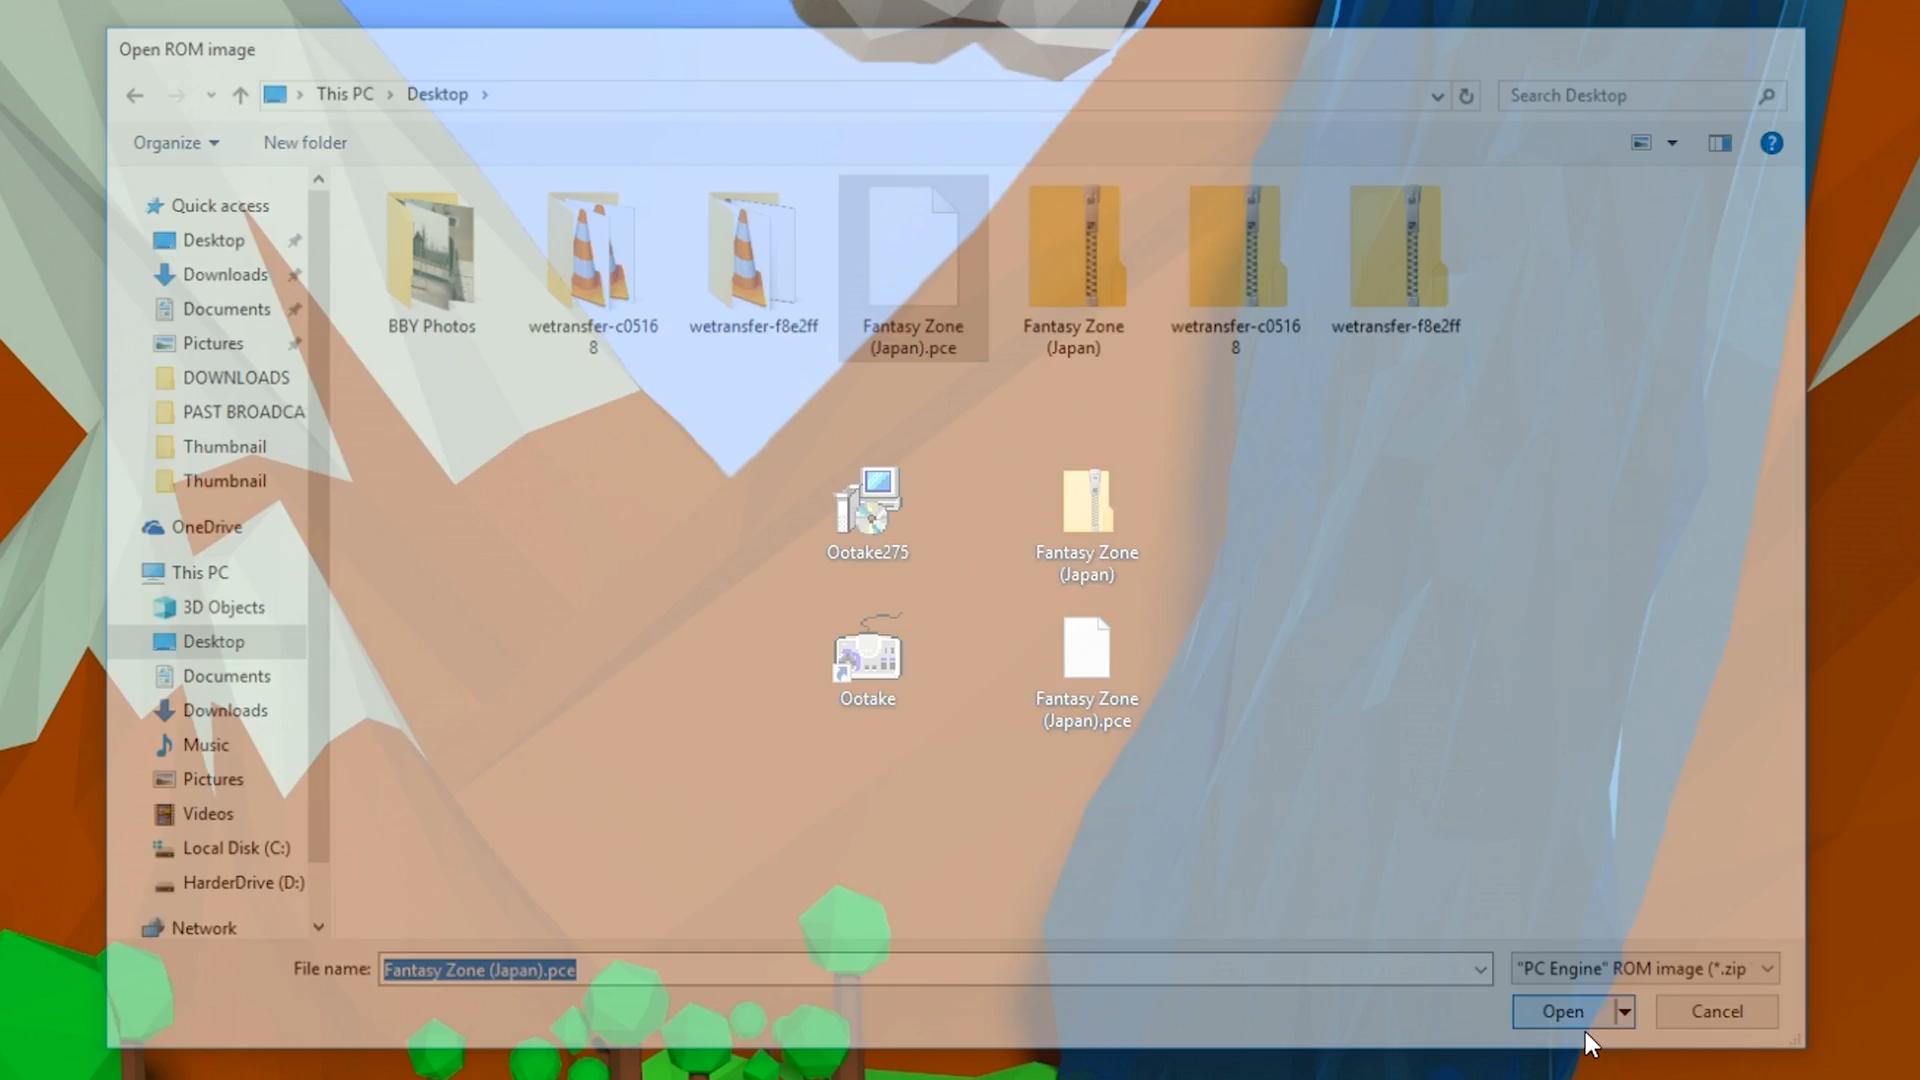 Open ROM image
This PC
Desktop
Search Desktop
Organize
New folder
?
Quick access
Desktop
Downloads
Documents
Pictures
DOWNLOADS
PAST BROADCA
Thumbnail
Thumbnail
OneDrive
This PC
3D Objects
Desktop
Documents
Downloads
Music
Pictures
Videos
Local Disk (C:)
HarderDrive (D:)
Network
BBY Photos
wetransfer-c0516
8
wetransfer-f8e2ff
Fantasy Zone
(Japan).pce
Fantasy Zone
(Japan)
wetransfer-c0516
8
wetransfer-f8e2ff
Ootake275
Fantasy Zone
(Japan)
Ootake
Fantasy Zone
(Japan).pce
File name:
Fantasy Zone (Japan).pce
"PC Engine" ROM image (*.zip
Open
Cancel